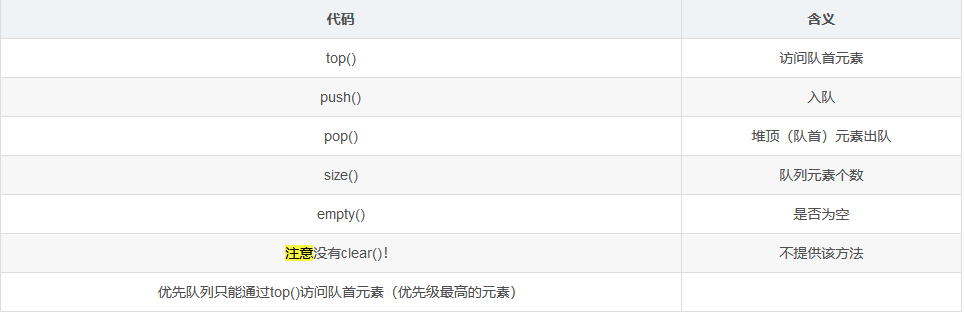 代码 含义
top() 访问队首元素
push() 入队
pop() 堆顶（队首）元素出队
size() 队列元素个数
empty() 是否为空
注意没有clear()！ 不提供该方法
优先队列只能通过top()访问队首元素（优先级最高的元素）